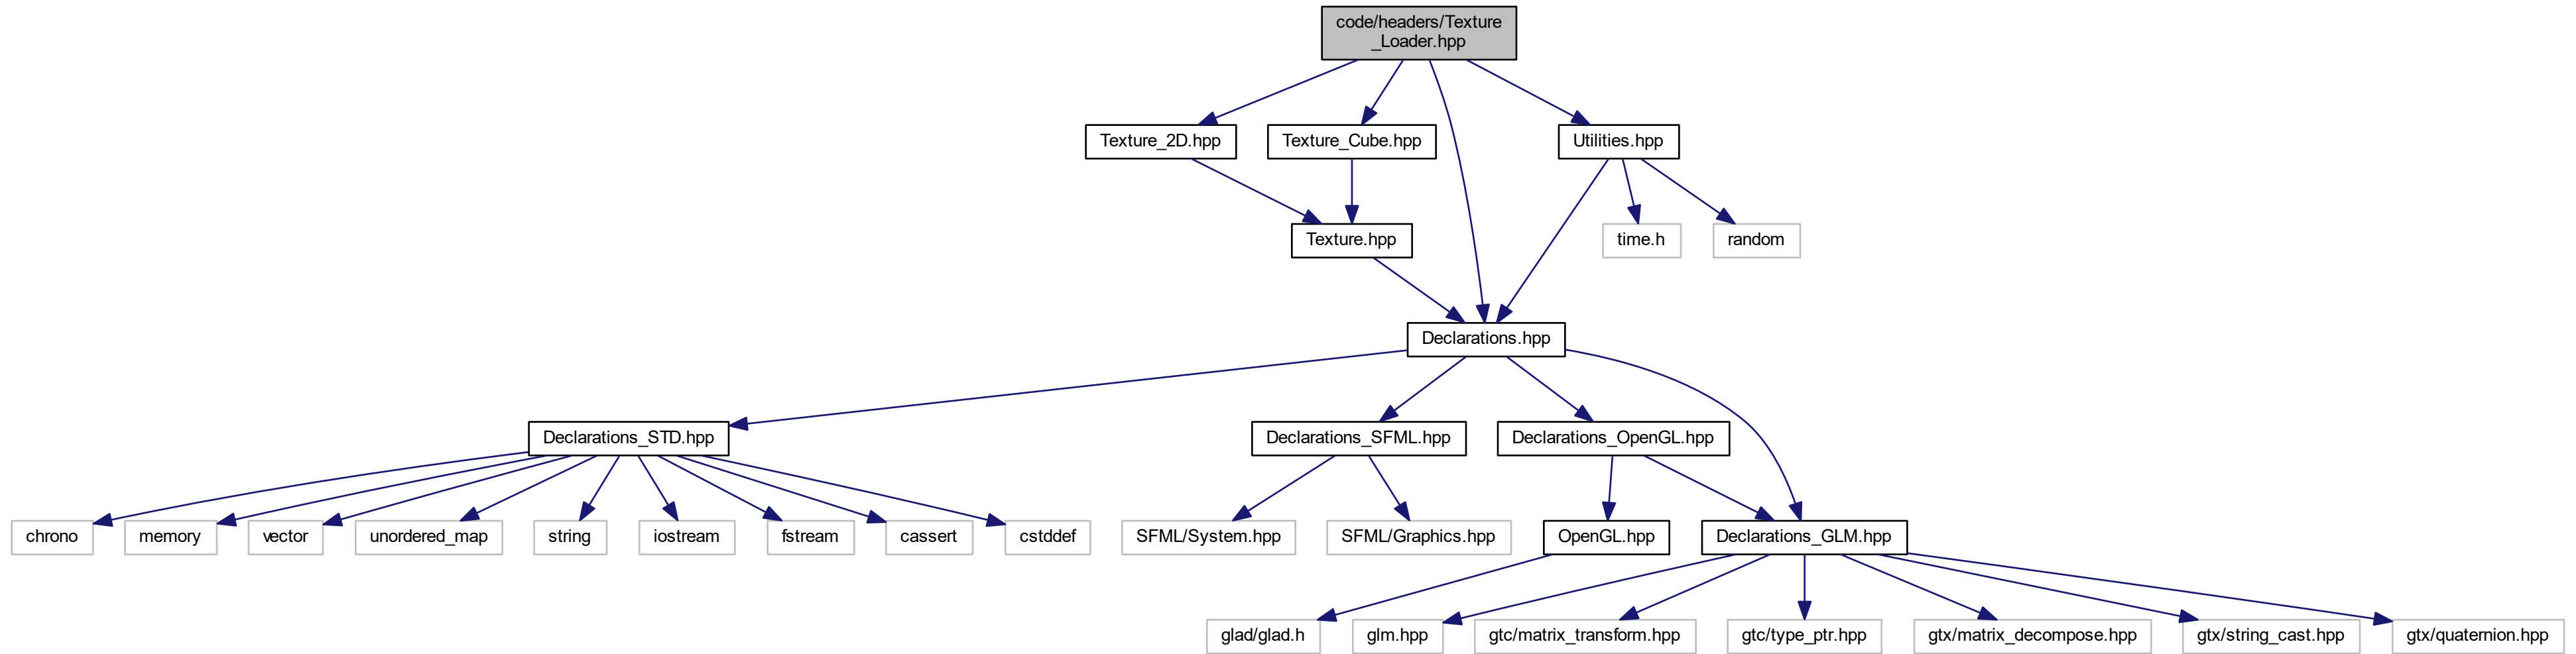 code/headers/Texture
_Loader.hpp
Texture_2D.hpp
Texture_Cube.hpp
Utilities.hpp
Texture.hpp
time.h
random
Declarations.hpp
Declarations_STD.hpp
Declarations_SFML.hpp
Declarations_OpenGL.hpp
chrono
memory
vector
unordered_map
string
iostream
fstream
cassert
cstddef
SFML/System.hpp
SFML/Graphics.hpp
OpenGL.hpp
Declarations_GLM.hpp
glad/glad.h
glm.hpp
gtc/matrix_transform.hpp
gtc/type_ptr.hpp
gtx/matrix_decompose.hpp
gtx/string_cast.hpp
gtx/quaternion.hpp